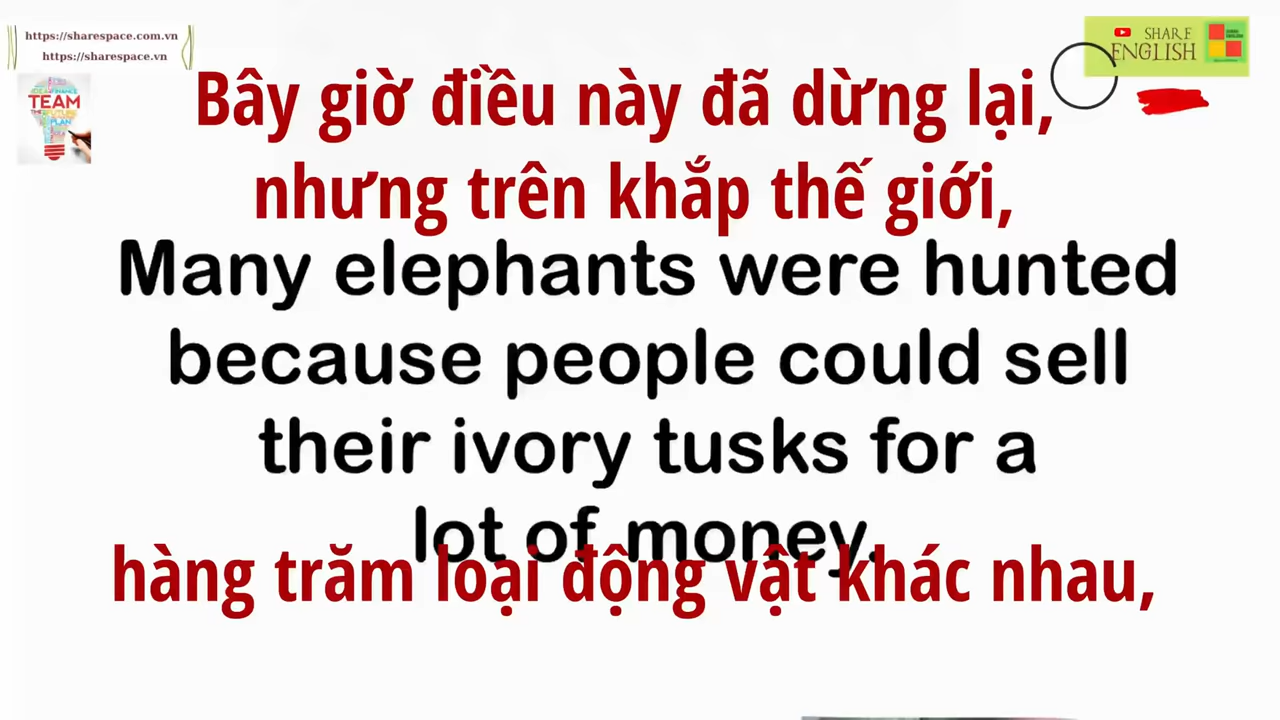 https://sharespace.com.vn
https://sharespace.vn
SHARE
ENGLISH
TEAM
PLAN
Bây giờ điều này đã dừng lại,
nhưng trên khắp thế giới,
Many elephants were hunted
because people could sell
their ivory tusks for a
lot of money.
hàng trăm loại động vật khác nhau,